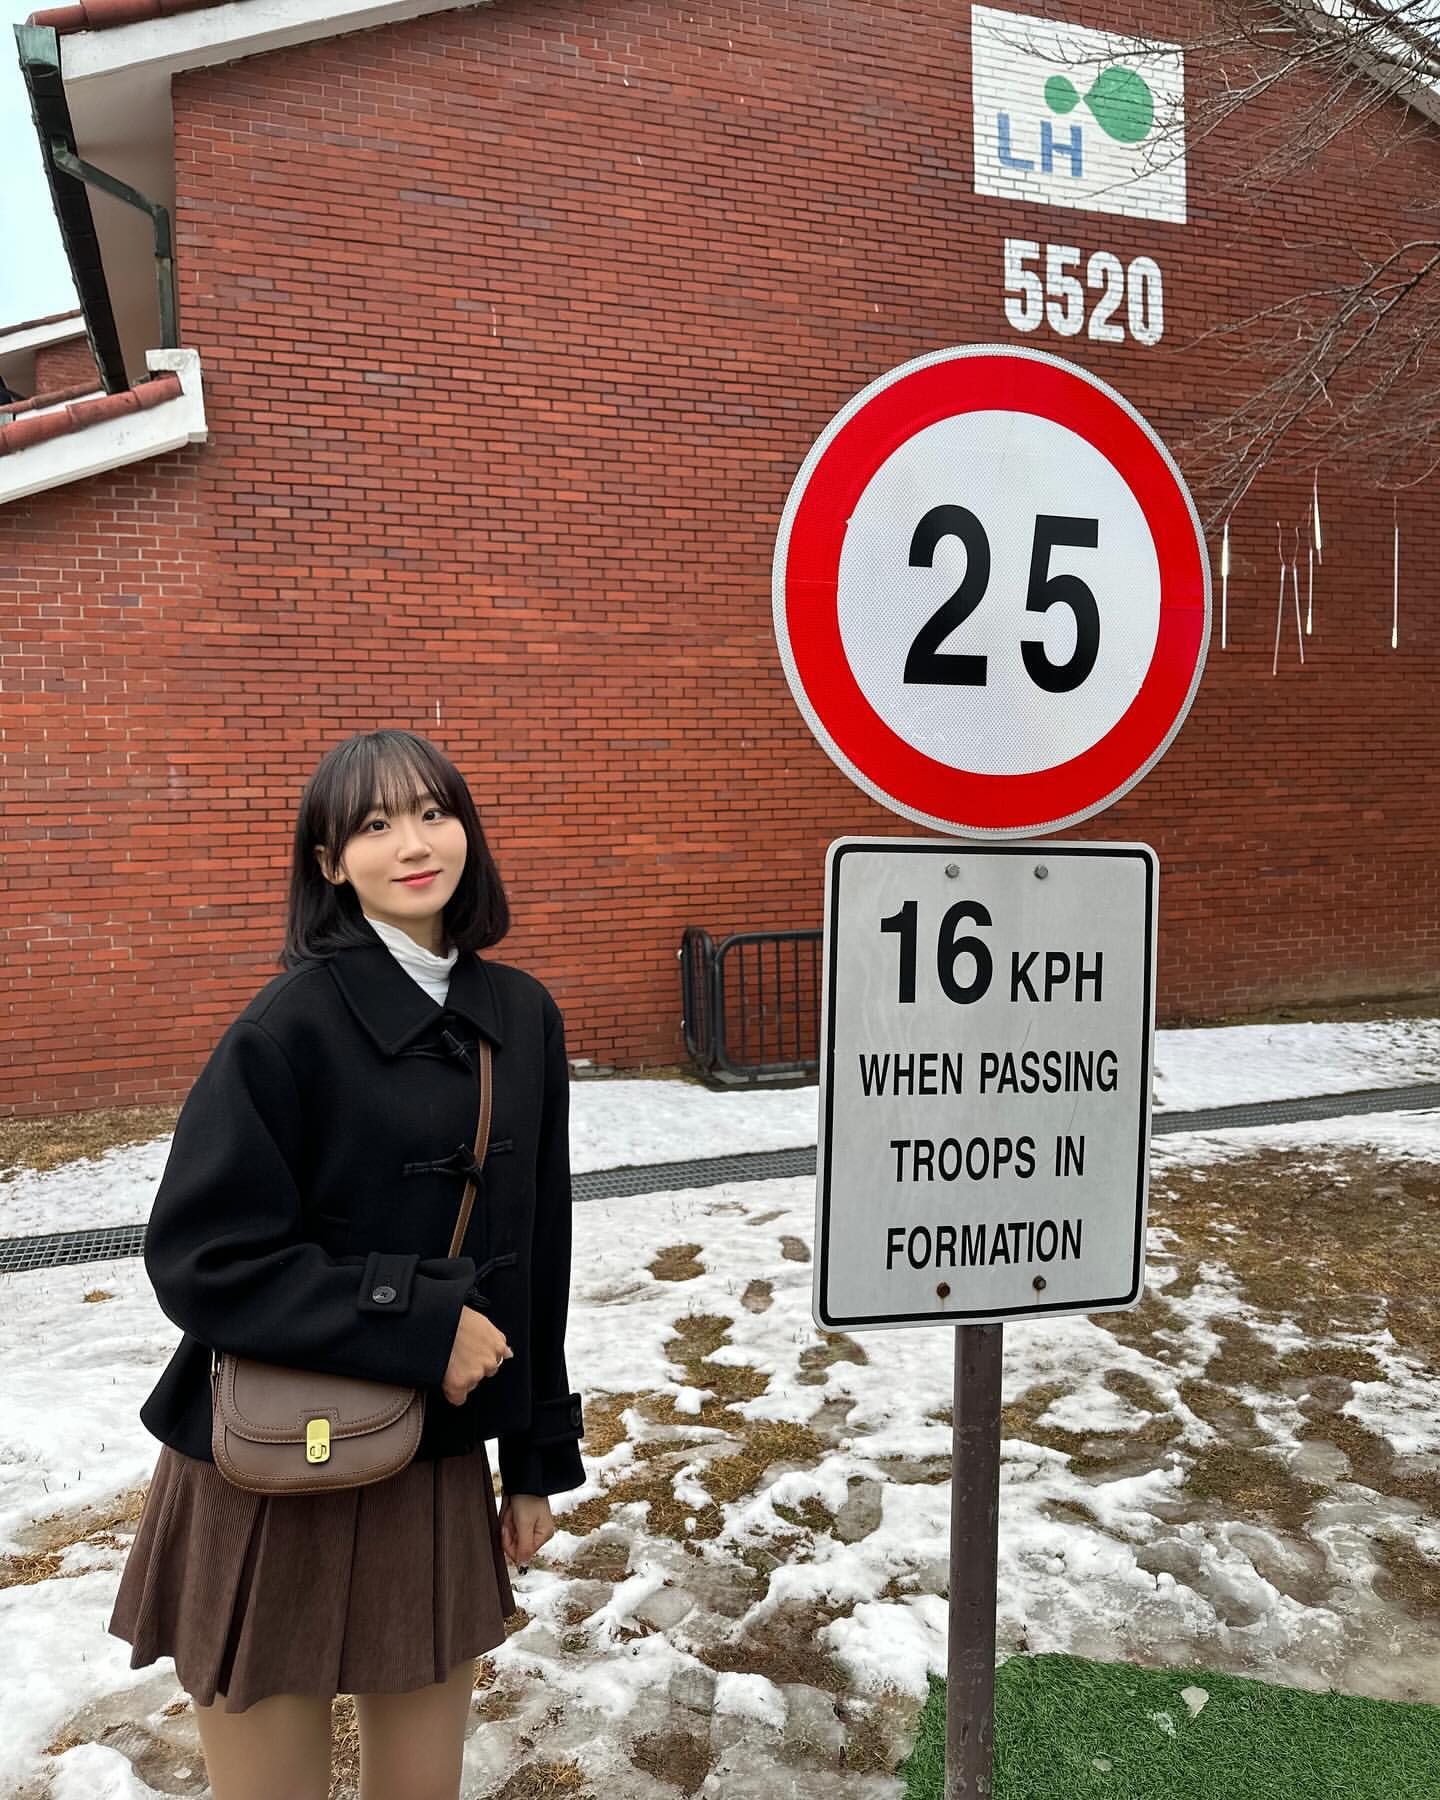 LH
5520
25
16 KPH
WHEN PASSING
TROOPS IN
FORMATION